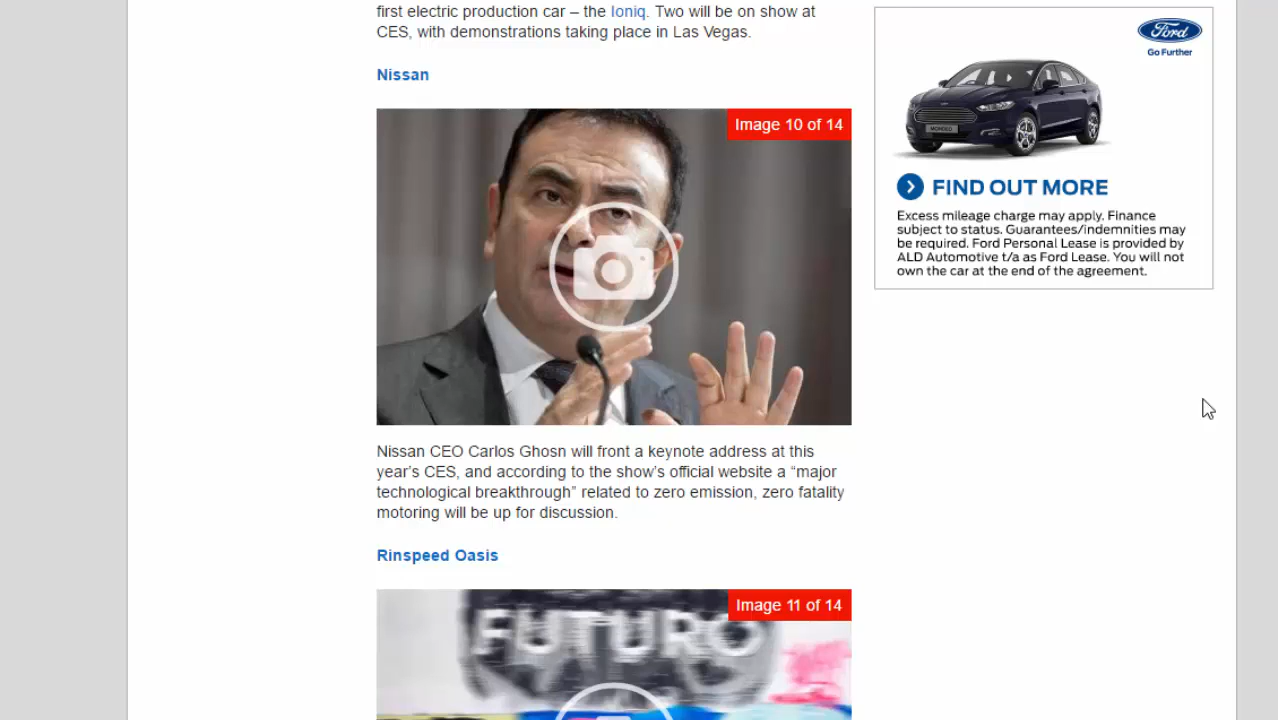 first electric production car – the Ioniq. Two will be on show at
CES, with demonstrations taking place in Las Vegas.
Nissan
Image 10 of 14
Nissan CEO Carlos Ghosn will front a keynote address at this
year's CES, and according to the show's official website a “major
technological breakthrough” related to zero emission, zero fatality
motoring will be up for discussion.
Rinspeed Oasis
Image 11 of 14
FUTURO
Ford
Go Further
MONDEO
FIND OUT MORE
Excess mileage charge may apply. Finance
subject to status. Guarantees/indemnities may
be required. Ford Personal Lease is provided by
ALD Automotive t/a as Ford Lease. You will not
own the car at the end of the agreement.